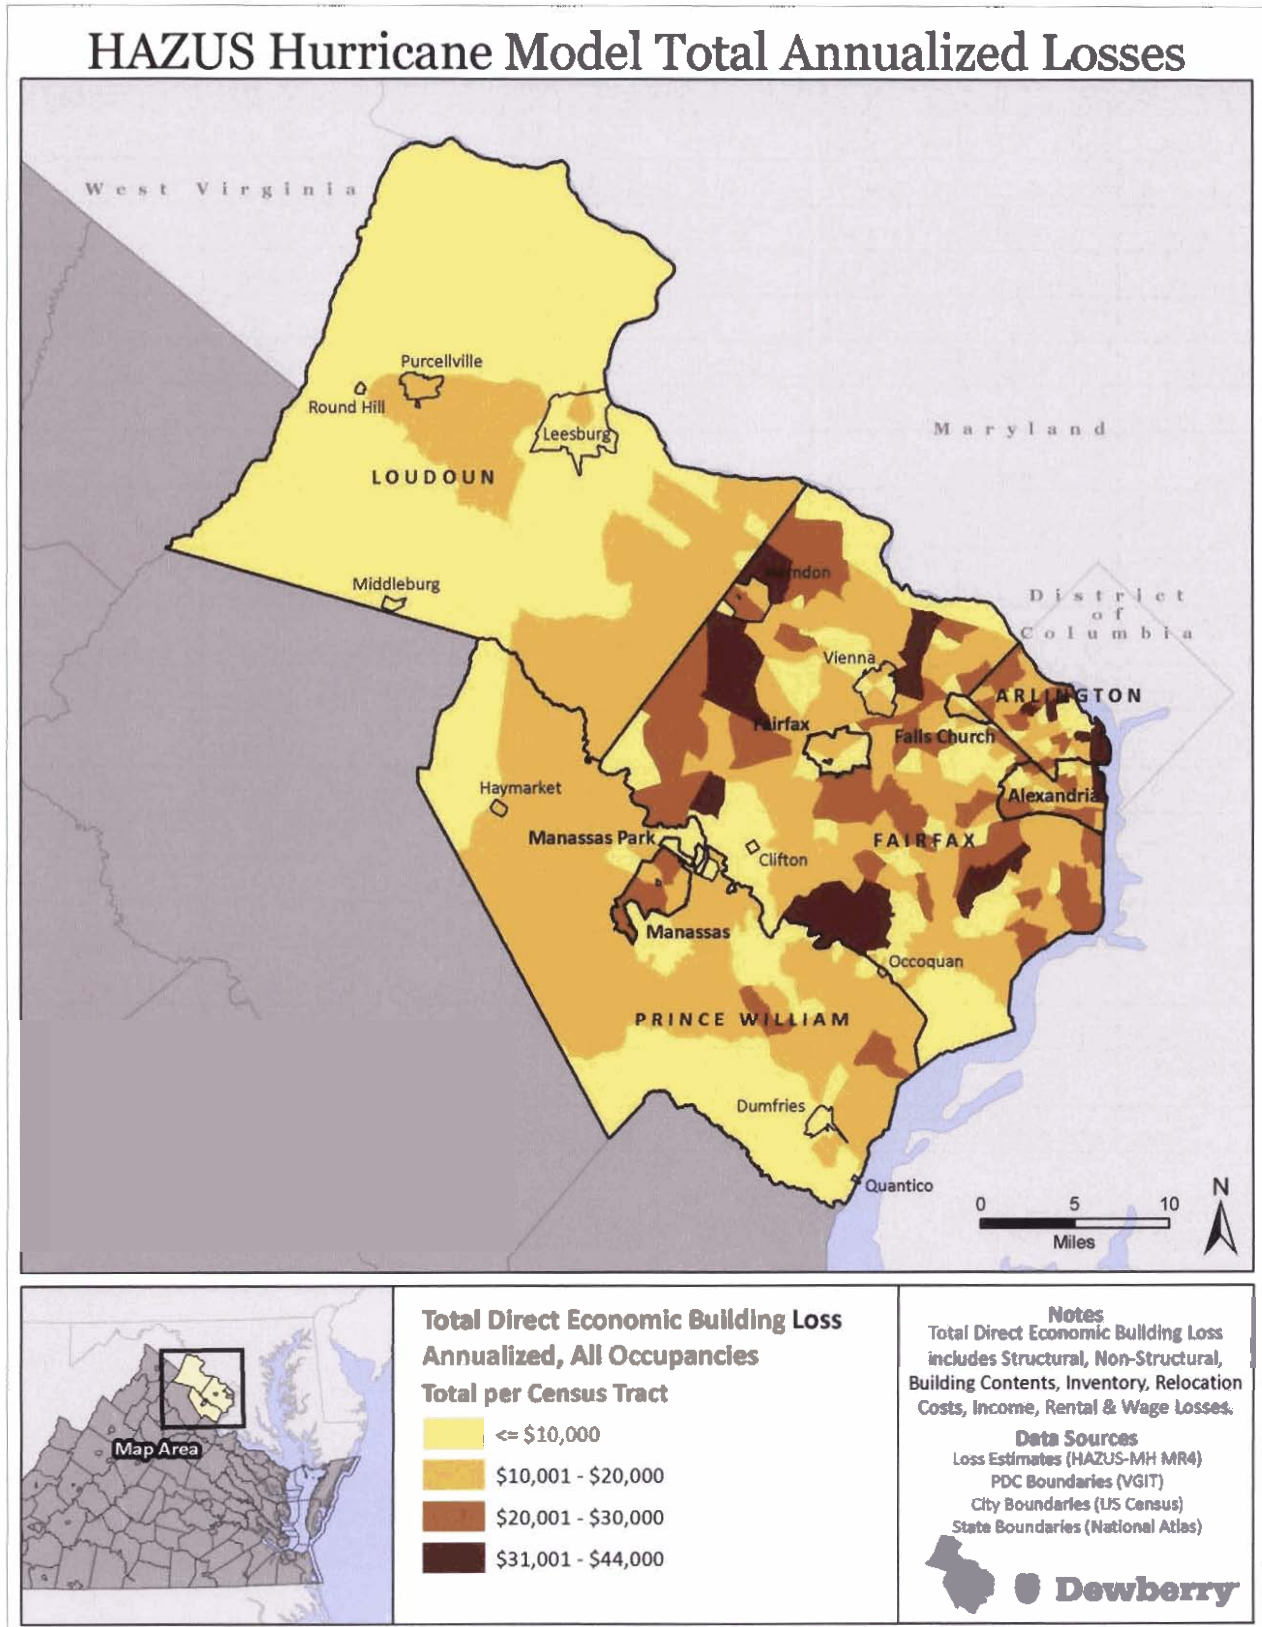 HAZUS Hurricane Model Total Annualized Losses
West Virginia
Purcellville
Round Hill
Leesburg
Maryland
LOUDOUN
Middleburg
rndon
District
of
Columbia
Vienna
ARLINGTON
Fairfax
Falls Church
Haymarket
Alexandria
Manassas Park
FAIRFAX
Clifton
Manassas
Occoquan
PRINCE WILLIAM
Dumfries
Quantico
N
0 5 10
Miles
Map Area
Total Direct Economic Building Loss
Annualized, All Occupancies
Total per Census Tract
<= $10,000
$10,001 - $20,000
$20,001 - $30,000
$31,001 - $44,000
Notes
Total Direct Economic Building Loss
includes Structural, Non-Structural,
Building Contents, Inventory, Relocation
Costs, Income, Rental & Wage Losses.
Data Sources
Loss Estimates (HAZUS-MH MR4)
PDC Boundaries (VGIT)
City Boundaries (US Census)
State Boundaries (National Atlas)
Dewberry